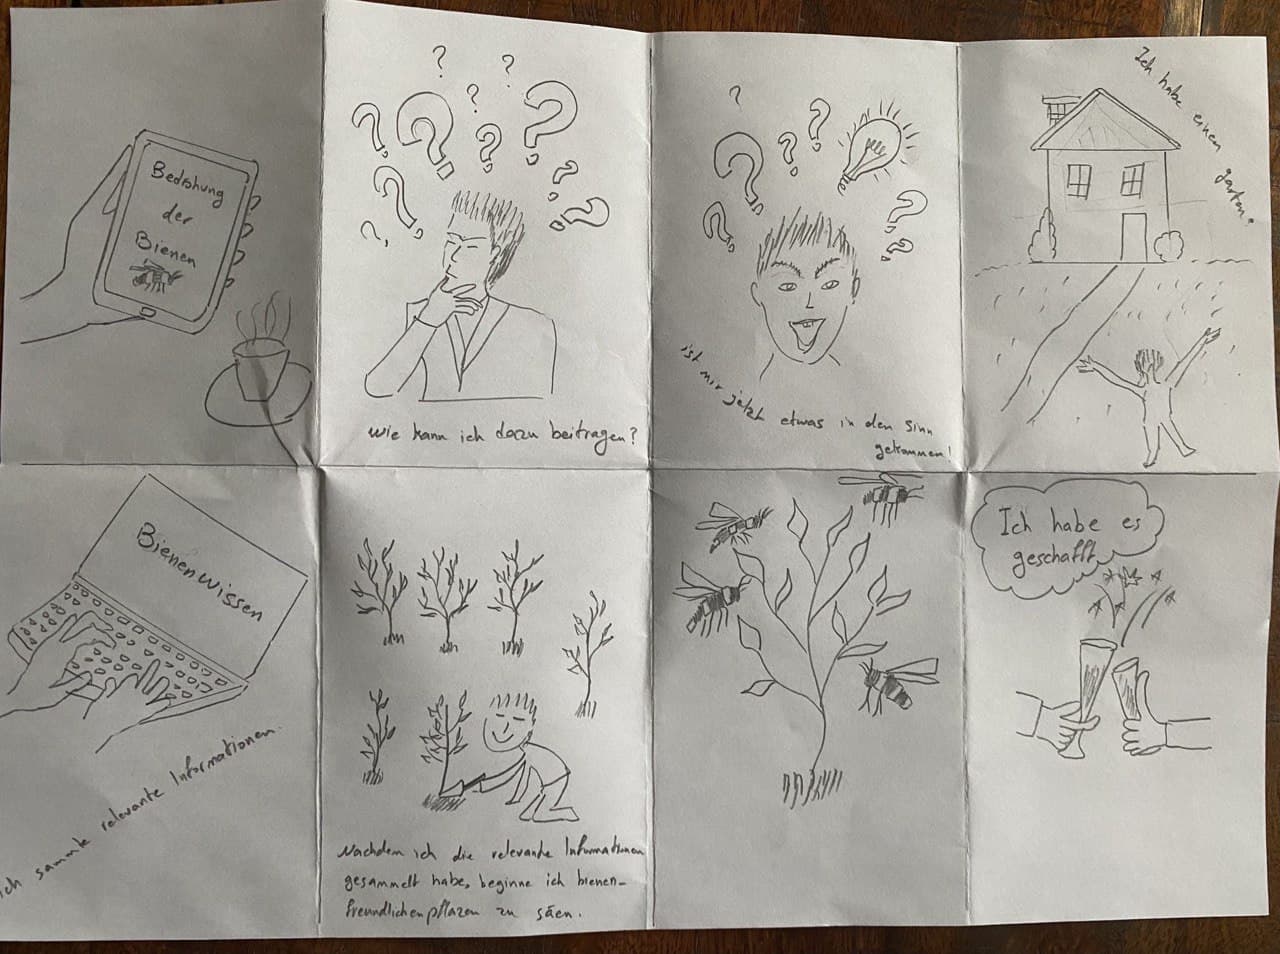 Bedrohung
der
Bienen
? ? ? ? ? ? ? ? ? ? ?
wie kann ich dazu beitragen?
? ? ? ? ? ? ?
ist mir jetzt etwas in den Sinn
gekommen!
Ich habe einen garten.
Bienenwissen
ich sammle relevante Informationen.
Nachdem ich die relevante Informationen
gesammelt habe, beginne ich bienen-
freundlichen pflazen zu säen.
Ich habe es
geschafft